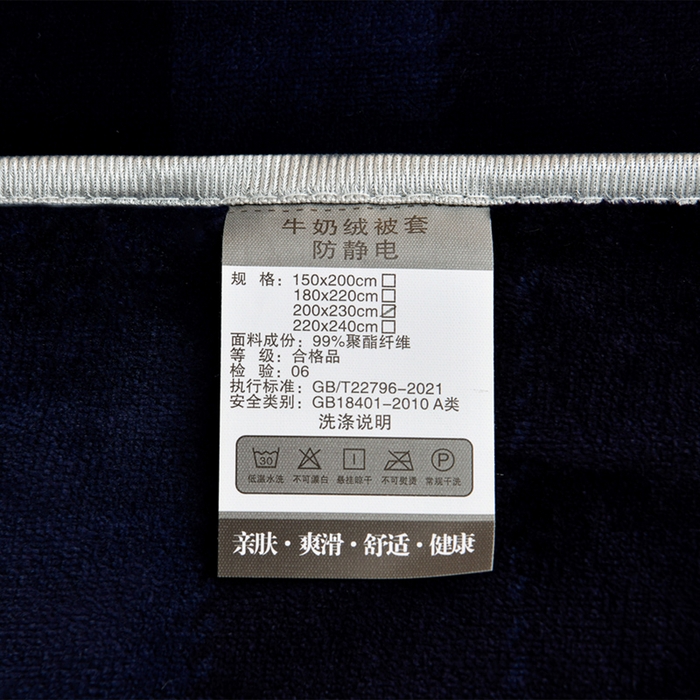 牛奶绒被套
防静电
规 格: 150x200cm
180x220cm
200x230cm
220x240cm
面料成份: 99%聚酯纤维
等 级: 合格品
检 验: 06
执行标准: GB/T22796-2021
安全类别: GB18401-2010 A类
洗涤说明
30 I P
低温水洗 不可漂白 悬挂晾干 不可熨烫 常规干洗
亲肤·爽滑·舒适·健康